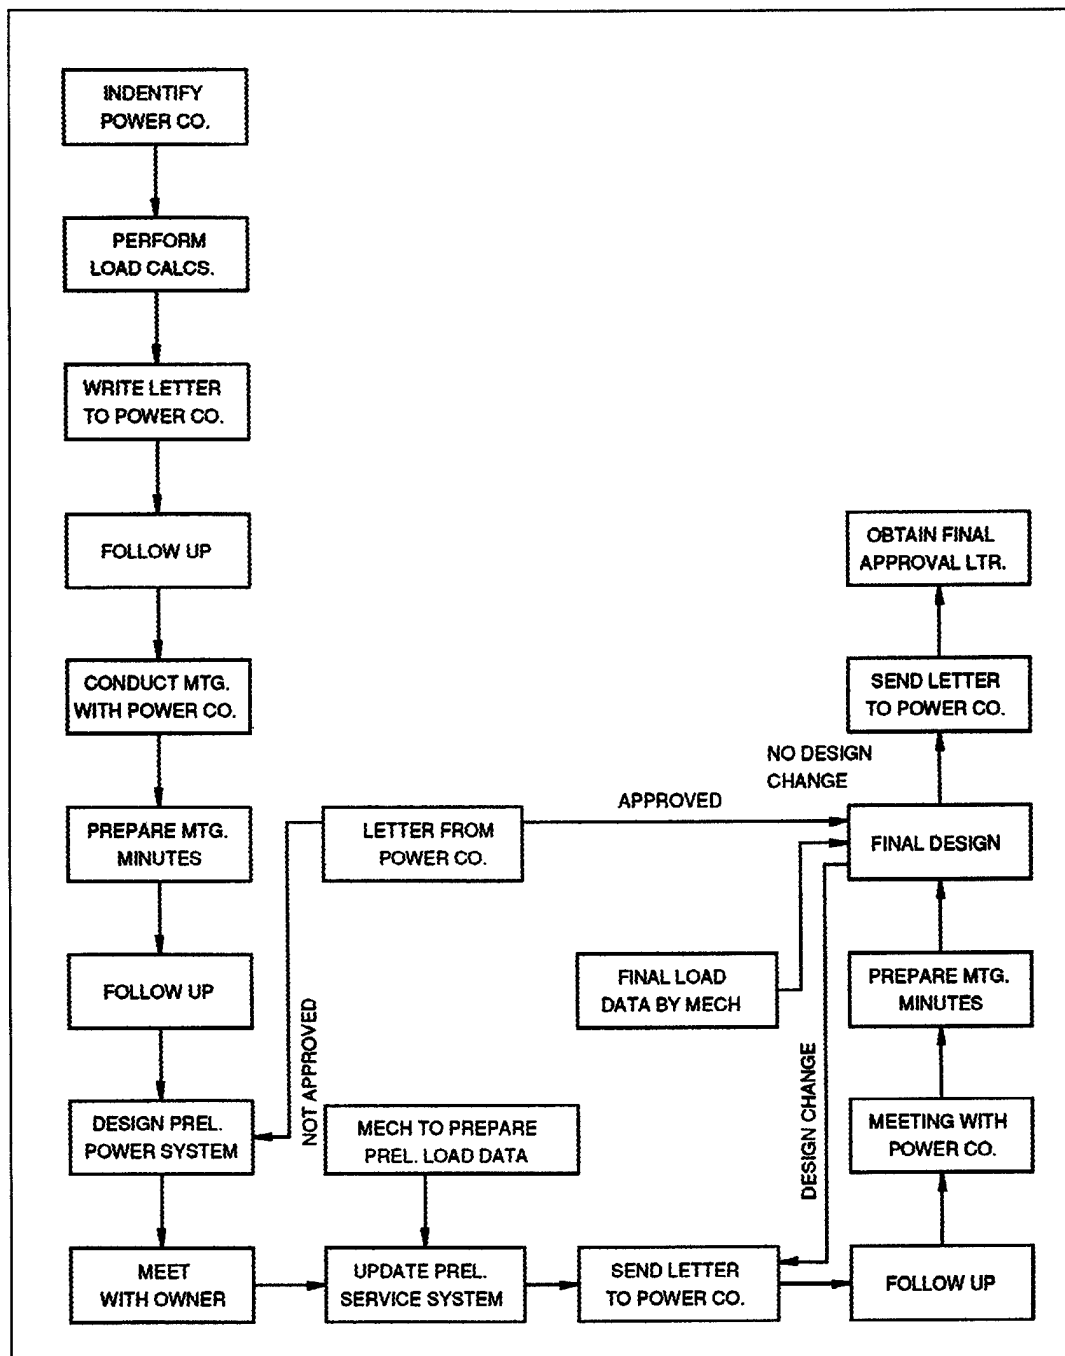 INDENTIFY
POWER CO.
PERFORM
LOAD CALCS.
WRITE LETTER
TO POWER CO.
FOLLOW UP
CONDUCT MTG.
WITH POWER CO.
PREPARE MTG.
MINUTES
FOLLOW UP
DESIGN PREL.
POWER SYSTEM
MEET
WITH OWNER
LETTER FROM
POWER CO.
NOT APPROVED
APPROVED
MECH TO PREPARE
PREL. LOAD DATA
UPDATE PREL.
SERVICE SYSTEM
FINAL LOAD
DATA BY MECH
DESIGN CHANGE
SEND LETTER
TO POWER CO.
OBTAIN FINAL
APPROVAL LTR.
SEND LETTER
TO POWER CO.
NO DESIGN
CHANGE
FINAL DESIGN
PREPARE MTG.
MINUTES
MEETING WITH
POWER CO.
FOLLOW UP